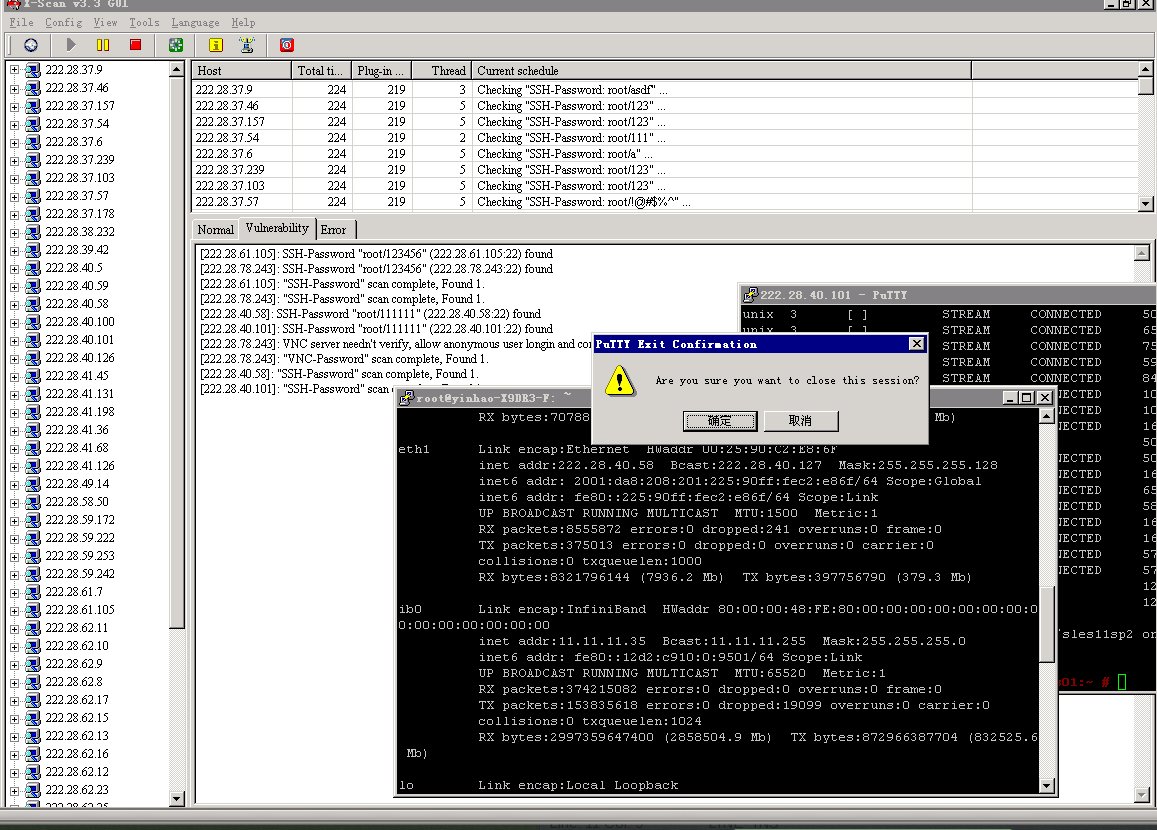 X-Scan v3.3 GUI
File Config View Tools Language Help
Host Total ti... Plug-in ... Thread Current schedule
222.28.37.9 224 219 3 Checking "SSH-Password: root/asdf" ...
222.28.37.46 224 219 5 Checking "SSH-Password: root/123" ...
222.28.37.157 224 219 5 Checking "SSH-Password: root/123" ...
222.28.37.54 224 219 2 Checking "SSH-Password: root/111" ...
222.28.37.6 224 219 5 Checking "SSH-Password: root/a" ...
222.28.37.239 224 219 5 Checking "SSH-Password: root/123" ...
222.28.37.103 224 219 5 Checking "SSH-Password: root/123" ...
222.28.37.57 224 219 5 Checking "SSH-Password: root/!@#$%^" ...
222.28.37.9
222.28.37.46
222.28.37.157
222.28.37.54
222.28.37.6
222.28.37.239
222.28.37.103
222.28.37.57
222.28.37.178
222.28.38.232
222.28.39.42
222.28.40.5
222.28.40.59
222.28.40.58
222.28.40.100
222.28.40.101
222.28.40.126
222.28.41.45
222.28.41.131
222.28.41.198
222.28.41.36
222.28.41.68
222.28.41.126
222.28.49.14
222.28.58.50
222.28.59.172
222.28.59.222
222.28.59.253
222.28.59.242
222.28.61.7
222.28.61.105
222.28.62.11
222.28.62.10
222.28.62.9
222.28.62.8
222.28.62.17
222.28.62.15
222.28.62.13
222.28.62.16
222.28.62.12
222.28.62.23
222.28.62.25
Normal Vulnerability Error
[222.28.61.105]: SSH-Password "root/123456" (222.28.61.105:22) found
[222.28.78.243]: SSH-Password "root/123456" (222.28.78.243:22) found
[222.28.61.105]: "SSH-Password" scan complete, Found 1.
[222.28.78.243]: "SSH-Password" scan complete, Found 1.
[222.28.40.58]: SSH-Password "root/111111" (222.28.40.58:22) found
[222.28.40.101]: SSH-Password "root/111111" (222.28.40.101:22) found
[222.28.78.243]: VNC server needn't verify, allow anonymous user longin and co
[222.28.78.243]: "VNC-Password" scan complete, Found 1.
[222.28.40.58]: "SSH-Password" scan complete, Found 1.
[222.28.40.101]: "SSH-Password" scan
222.28.40.101 - PuTTY
unix 3 [ ] STREAM CONNECTED 50
unix 3 [ ] STREAM CONNECTED 65
STREAM CONNECTED 75
STREAM CONNECTED 59
STREAM CONNECTED 84
NECTED 10
NECTED 10
NECTED 16
NECTED 50
NECTED 50
NECTED 16
NECTED 65
NECTED 58
NECTED 16
NECTED 16
NECTED 57
NECTED 57
12
12
sles11sp2 on
01:~ #
PuTTY Exit Confirmation
Are you sure you want to close this session?
确定 取消
root@yinhao-X9DR3-F: ~
RX bytes:70788 Mb)
eth1 Link encap:Ethernet HWaddr 00:25:90:C2:E8:6F
inet addr:222.28.40.58 Bcast:222.28.40.127 Mask:255.255.255.128
inet6 addr: 2001:da8:208:201:225:90ff:fec2:e86f/64 Scope:Global
inet6 addr: fe80::225:90ff:fec2:e86f/64 Scope:Link
UP BROADCAST RUNNING MULTICAST MTU:1500 Metric:1
RX packets:8555872 errors:0 dropped:241 overruns:0 frame:0
TX packets:375013 errors:0 dropped:0 overruns:0 carrier:0
collisions:0 txqueuelen:1000
RX bytes:8321796144 (7936.2 Mb) TX bytes:397756790 (379.3 Mb)
ib0 Link encap:InfiniBand HWaddr 80:00:00:48:FE:80:00:00:00:00:00:00:00:0
0:00:00:00:00:00:00
inet addr:11.11.11.35 Bcast:11.11.11.255 Mask:255.255.255.0
inet6 addr: fe80::12d2:c910:0:9501/64 Scope:Link
UP BROADCAST RUNNING MULTICAST MTU:65520 Metric:1
RX packets:374215082 errors:0 dropped:0 overruns:0 frame:0
TX packets:153835618 errors:0 dropped:19099 overruns:0 carrier:0
collisions:0 txqueuelen:1024
RX bytes:2997359647400 (2858504.9 Mb) TX bytes:872966387704 (832525.6
Mb)
lo Link encap:Local Loopback